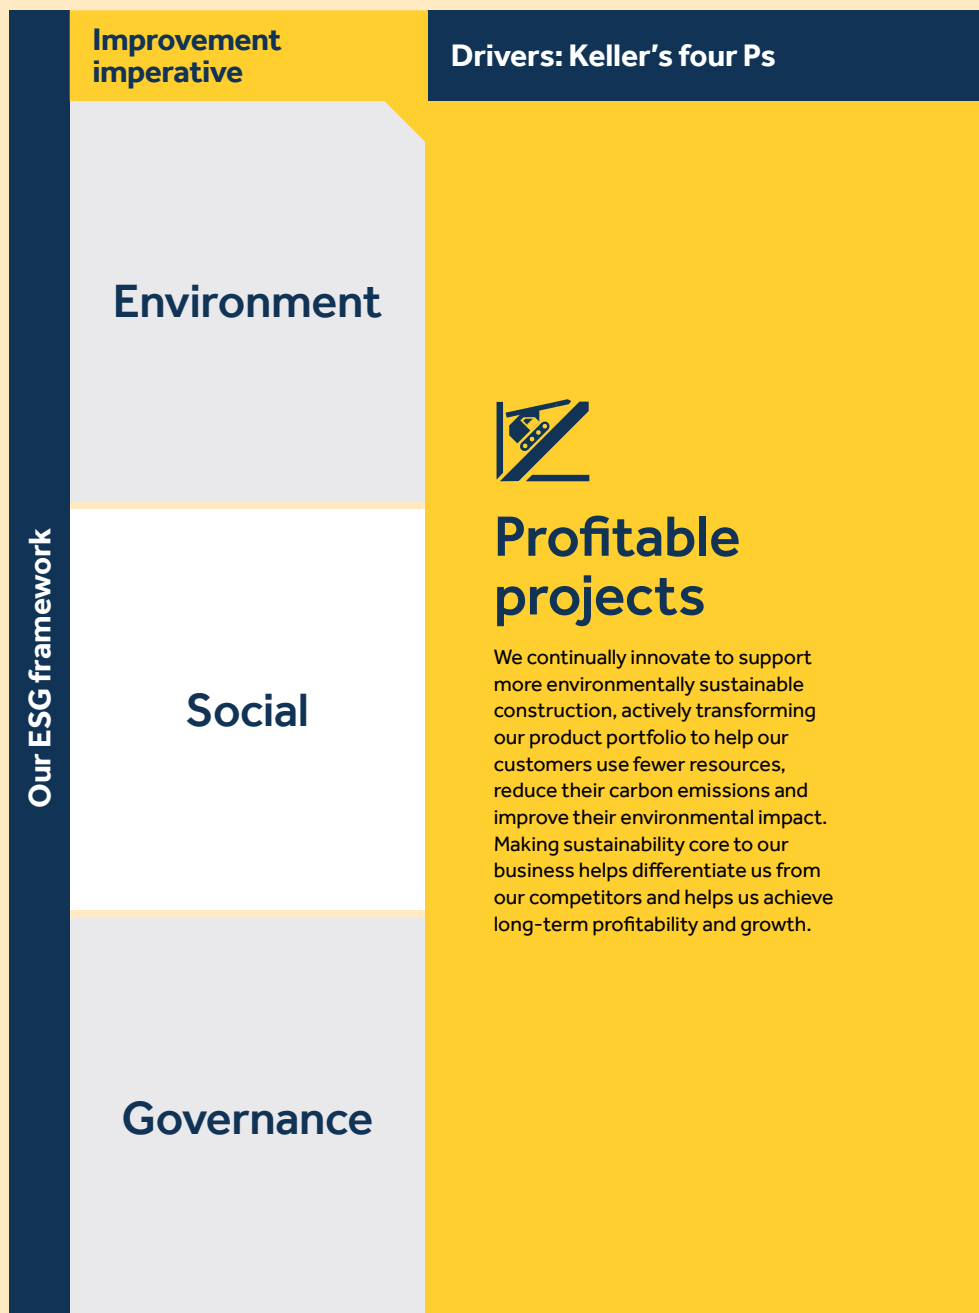 Improvement
imperative
Drivers: Keller’s four Ps
Our ESG framework
Environment
Social
Governance
Profitable
projects
We continually innovate to support
more environmentally sustainable
construction, actively transforming
our product portfolio to help our
customers use fewer resources,
reduce their carbon emissions and
improve their environmental impact.
Making sustainability core to our
business helps differentiate us from
our competitors and helps us achieve
long-term profitability and growth.